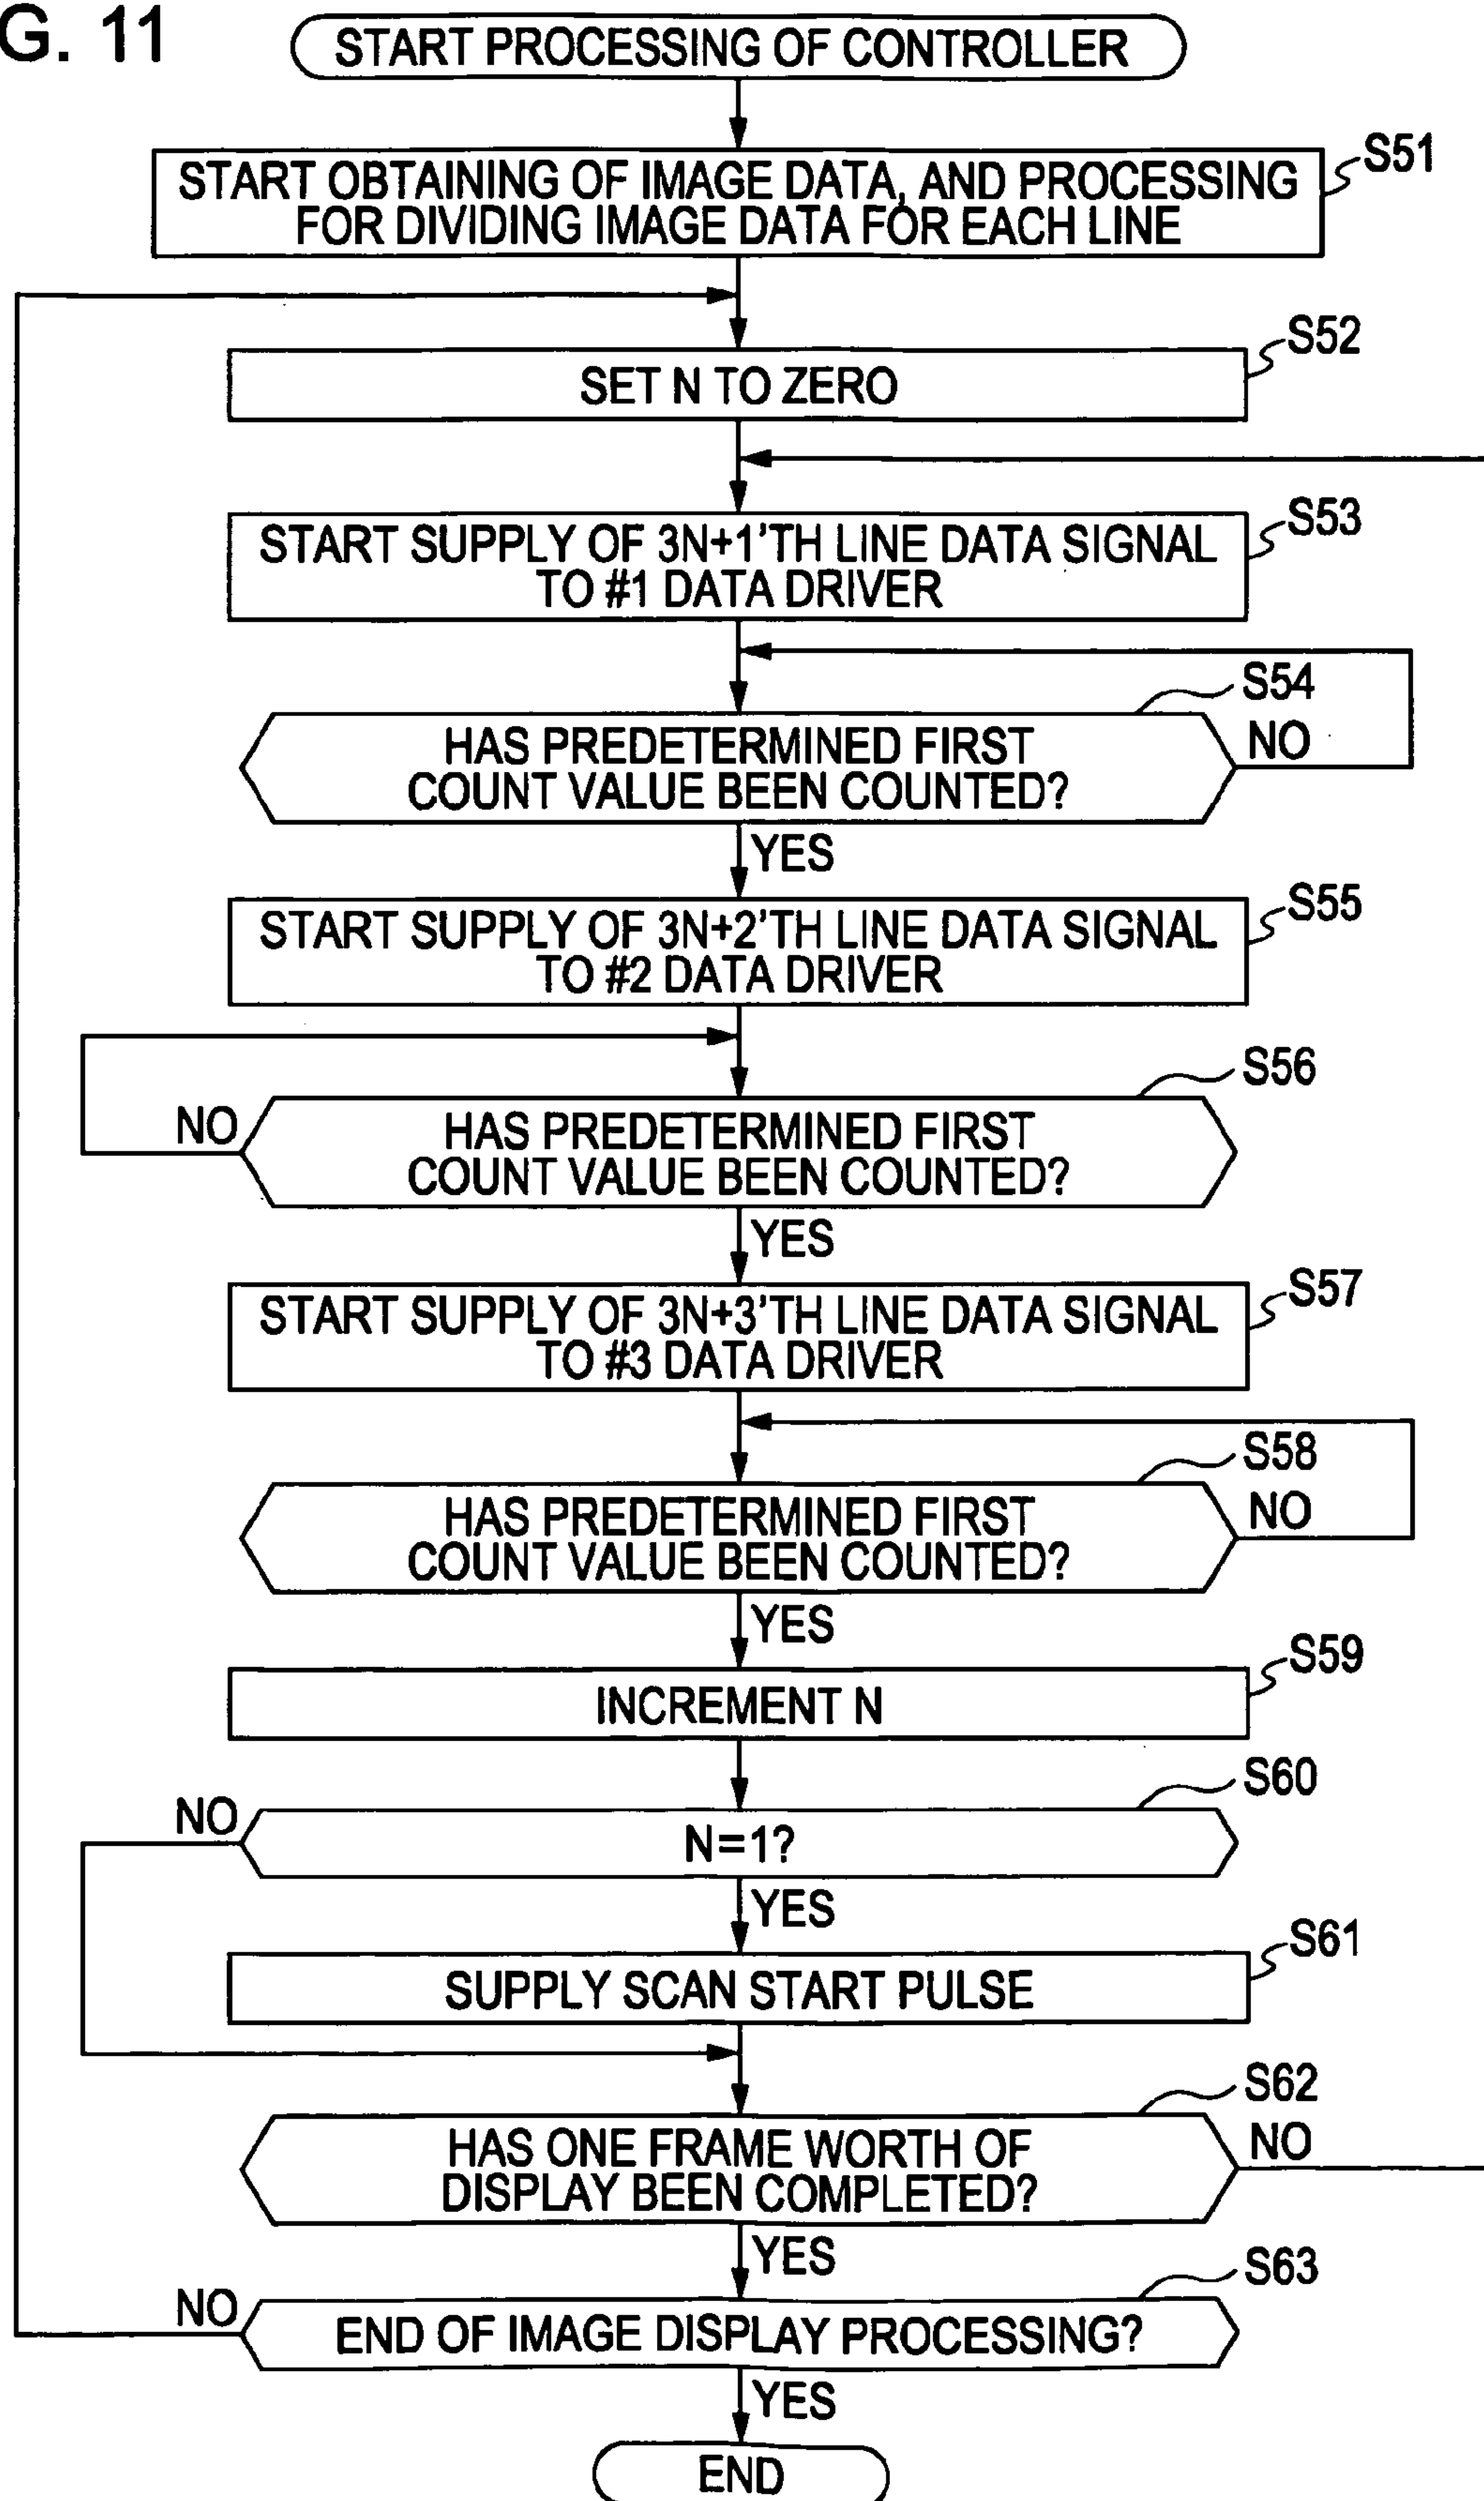 G. 11
START PROCESSING OF CONTROLLER
S51
START OBTAINING OF IMAGE DATA, AND PROCESSING
FOR DIVIDING IMAGE DATA FOR EACH LINE
S52
SET N TO ZERO
S53
START SUPPLY OF 3N+1'TH LINE DATA SIGNAL
TO #1 DATA DRIVER
S54
HAS PREDETERMINED FIRST
COUNT VALUE BEEN COUNTED?
NO
YES
S55
START SUPPLY OF 3N+2'TH LINE DATA SIGNAL
TO #2 DATA DRIVER
S56
NO
HAS PREDETERMINED FIRST
COUNT VALUE BEEN COUNTED?
YES
S57
START SUPPLY OF 3N+3'TH LINE DATA SIGNAL
TO #3 DATA DRIVER
S58
HAS PREDETERMINED FIRST
COUNT VALUE BEEN COUNTED?
NO
YES
S59
INCREMENT N
S60
NO
N=1?
YES
S61
SUPPLY SCAN START PULSE
S62
HAS ONE FRAME WORTH OF
DISPLAY BEEN COMPLETED?
NO
YES
S63
NO
END OF IMAGE DISPLAY PROCESSING?
YES
END